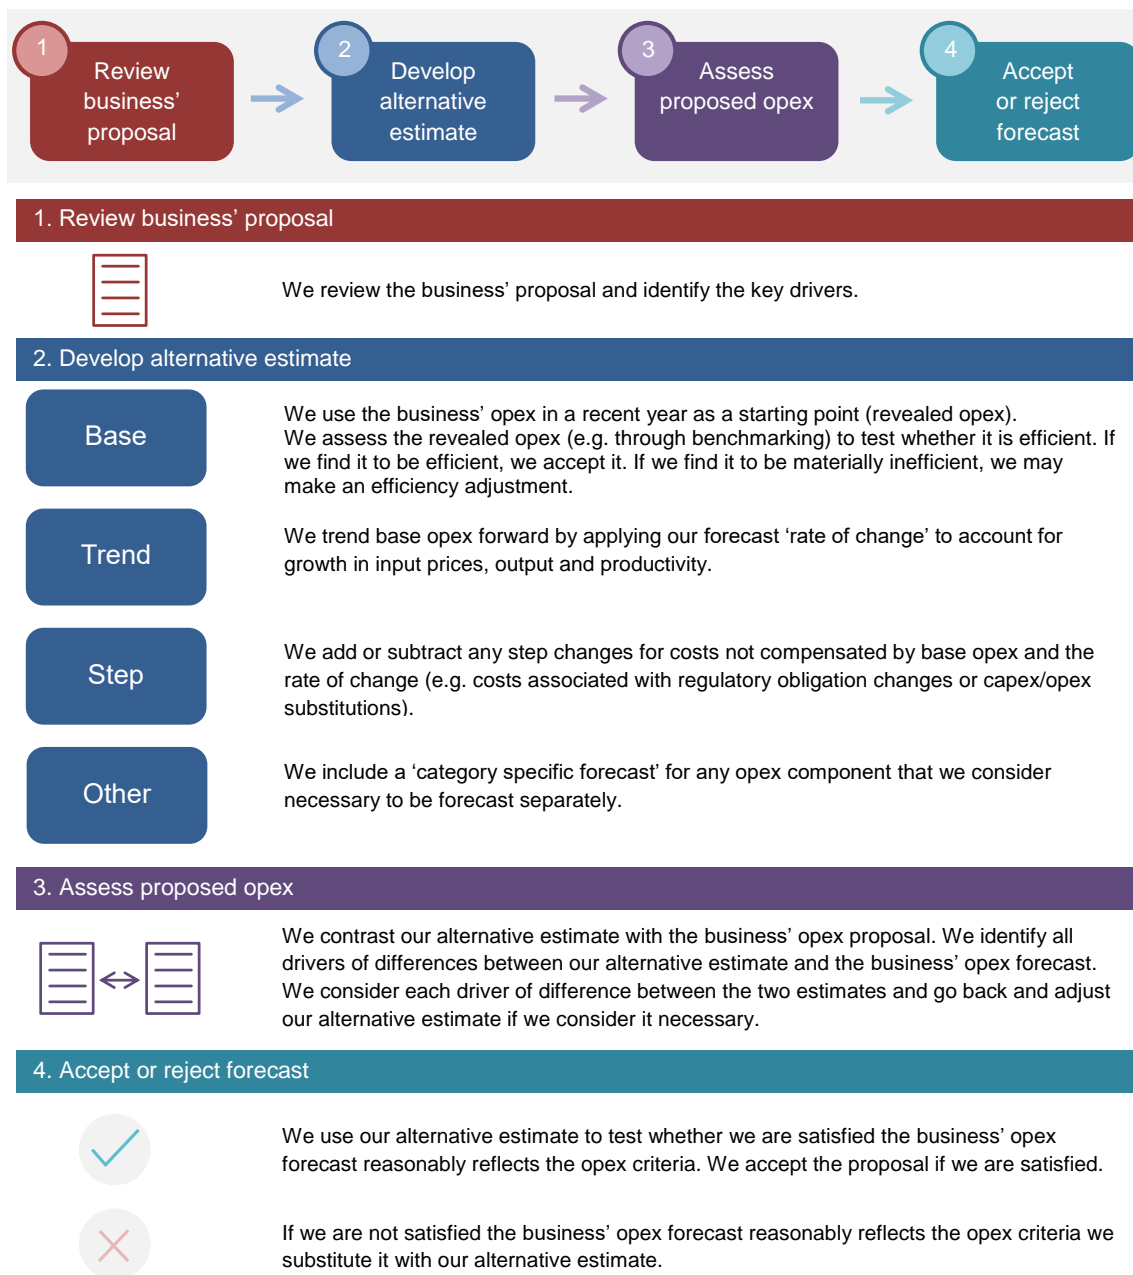 1
Review
business’
proposal
2
Develop
alternative
estimate
3
Assess
proposed opex
4
Accept
or reject
forecast
1. Review business’ proposal
We review the business’ proposal and identify the key drivers.
2. Develop alternative estimate
Base
We use the business’ opex in a recent year as a starting point (revealed opex).
We assess the revealed opex (e.g. through benchmarking) to test whether it is efficient. If
we find it to be efficient, we accept it. If we find it to be materially inefficient, we may
make an efficiency adjustment.
Trend
We trend base opex forward by applying our forecast ‘rate of change’ to account for
growth in input prices, output and productivity.
Step
We add or subtract any step changes for costs not compensated by base opex and the
rate of change (e.g. costs associated with regulatory obligation changes or capex/opex
substitutions).
Other
We include a ‘category specific forecast’ for any opex component that we consider
necessary to be forecast separately.
3. Assess proposed opex
We contrast our alternative estimate with the business’ opex proposal. We identify all
drivers of differences between our alternative estimate and the business’ opex forecast.
We consider each driver of difference between the two estimates and go back and adjust
our alternative estimate if we consider it necessary.
4. Accept or reject forecast
We use our alternative estimate to test whether we are satisfied the business’ opex
forecast reasonably reflects the opex criteria. We accept the proposal if we are satisfied.
If we are not satisfied the business’ opex forecast reasonably reflects the opex criteria we
substitute it with our alternative estimate.